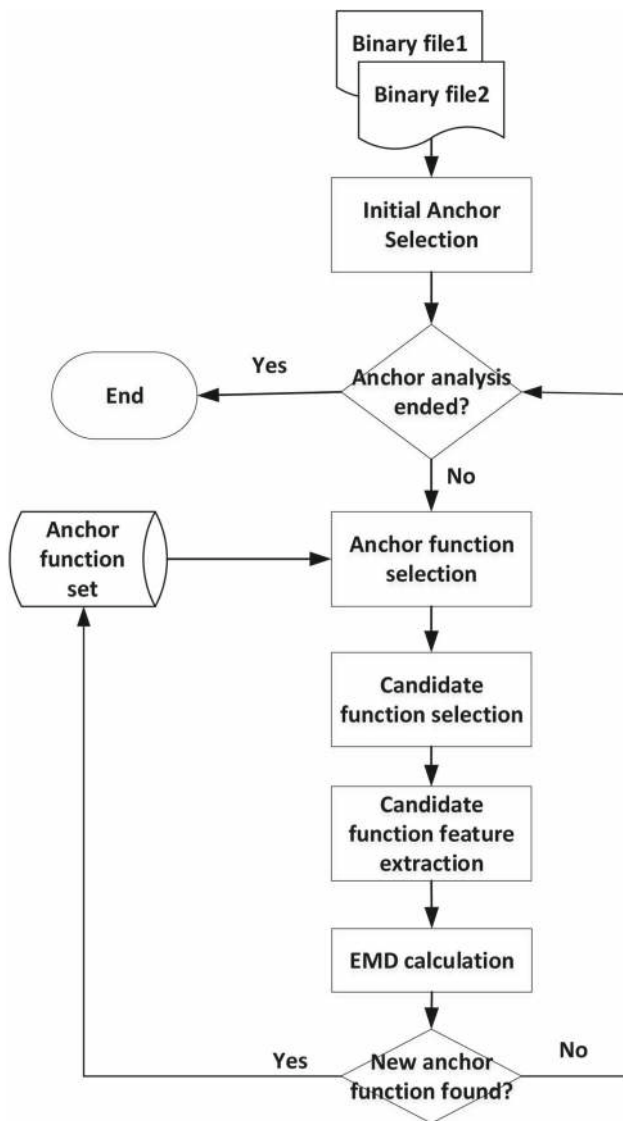 Binary file1
Binary file2
Initial Anchor
Selection
Anchor analysis
ended?
Yes
End
No
Anchor
function
set
Anchor function
selection
Candidate
function selection
Candidate
function feature
extraction
EMD calculation
New anchor
function found?
Yes
No